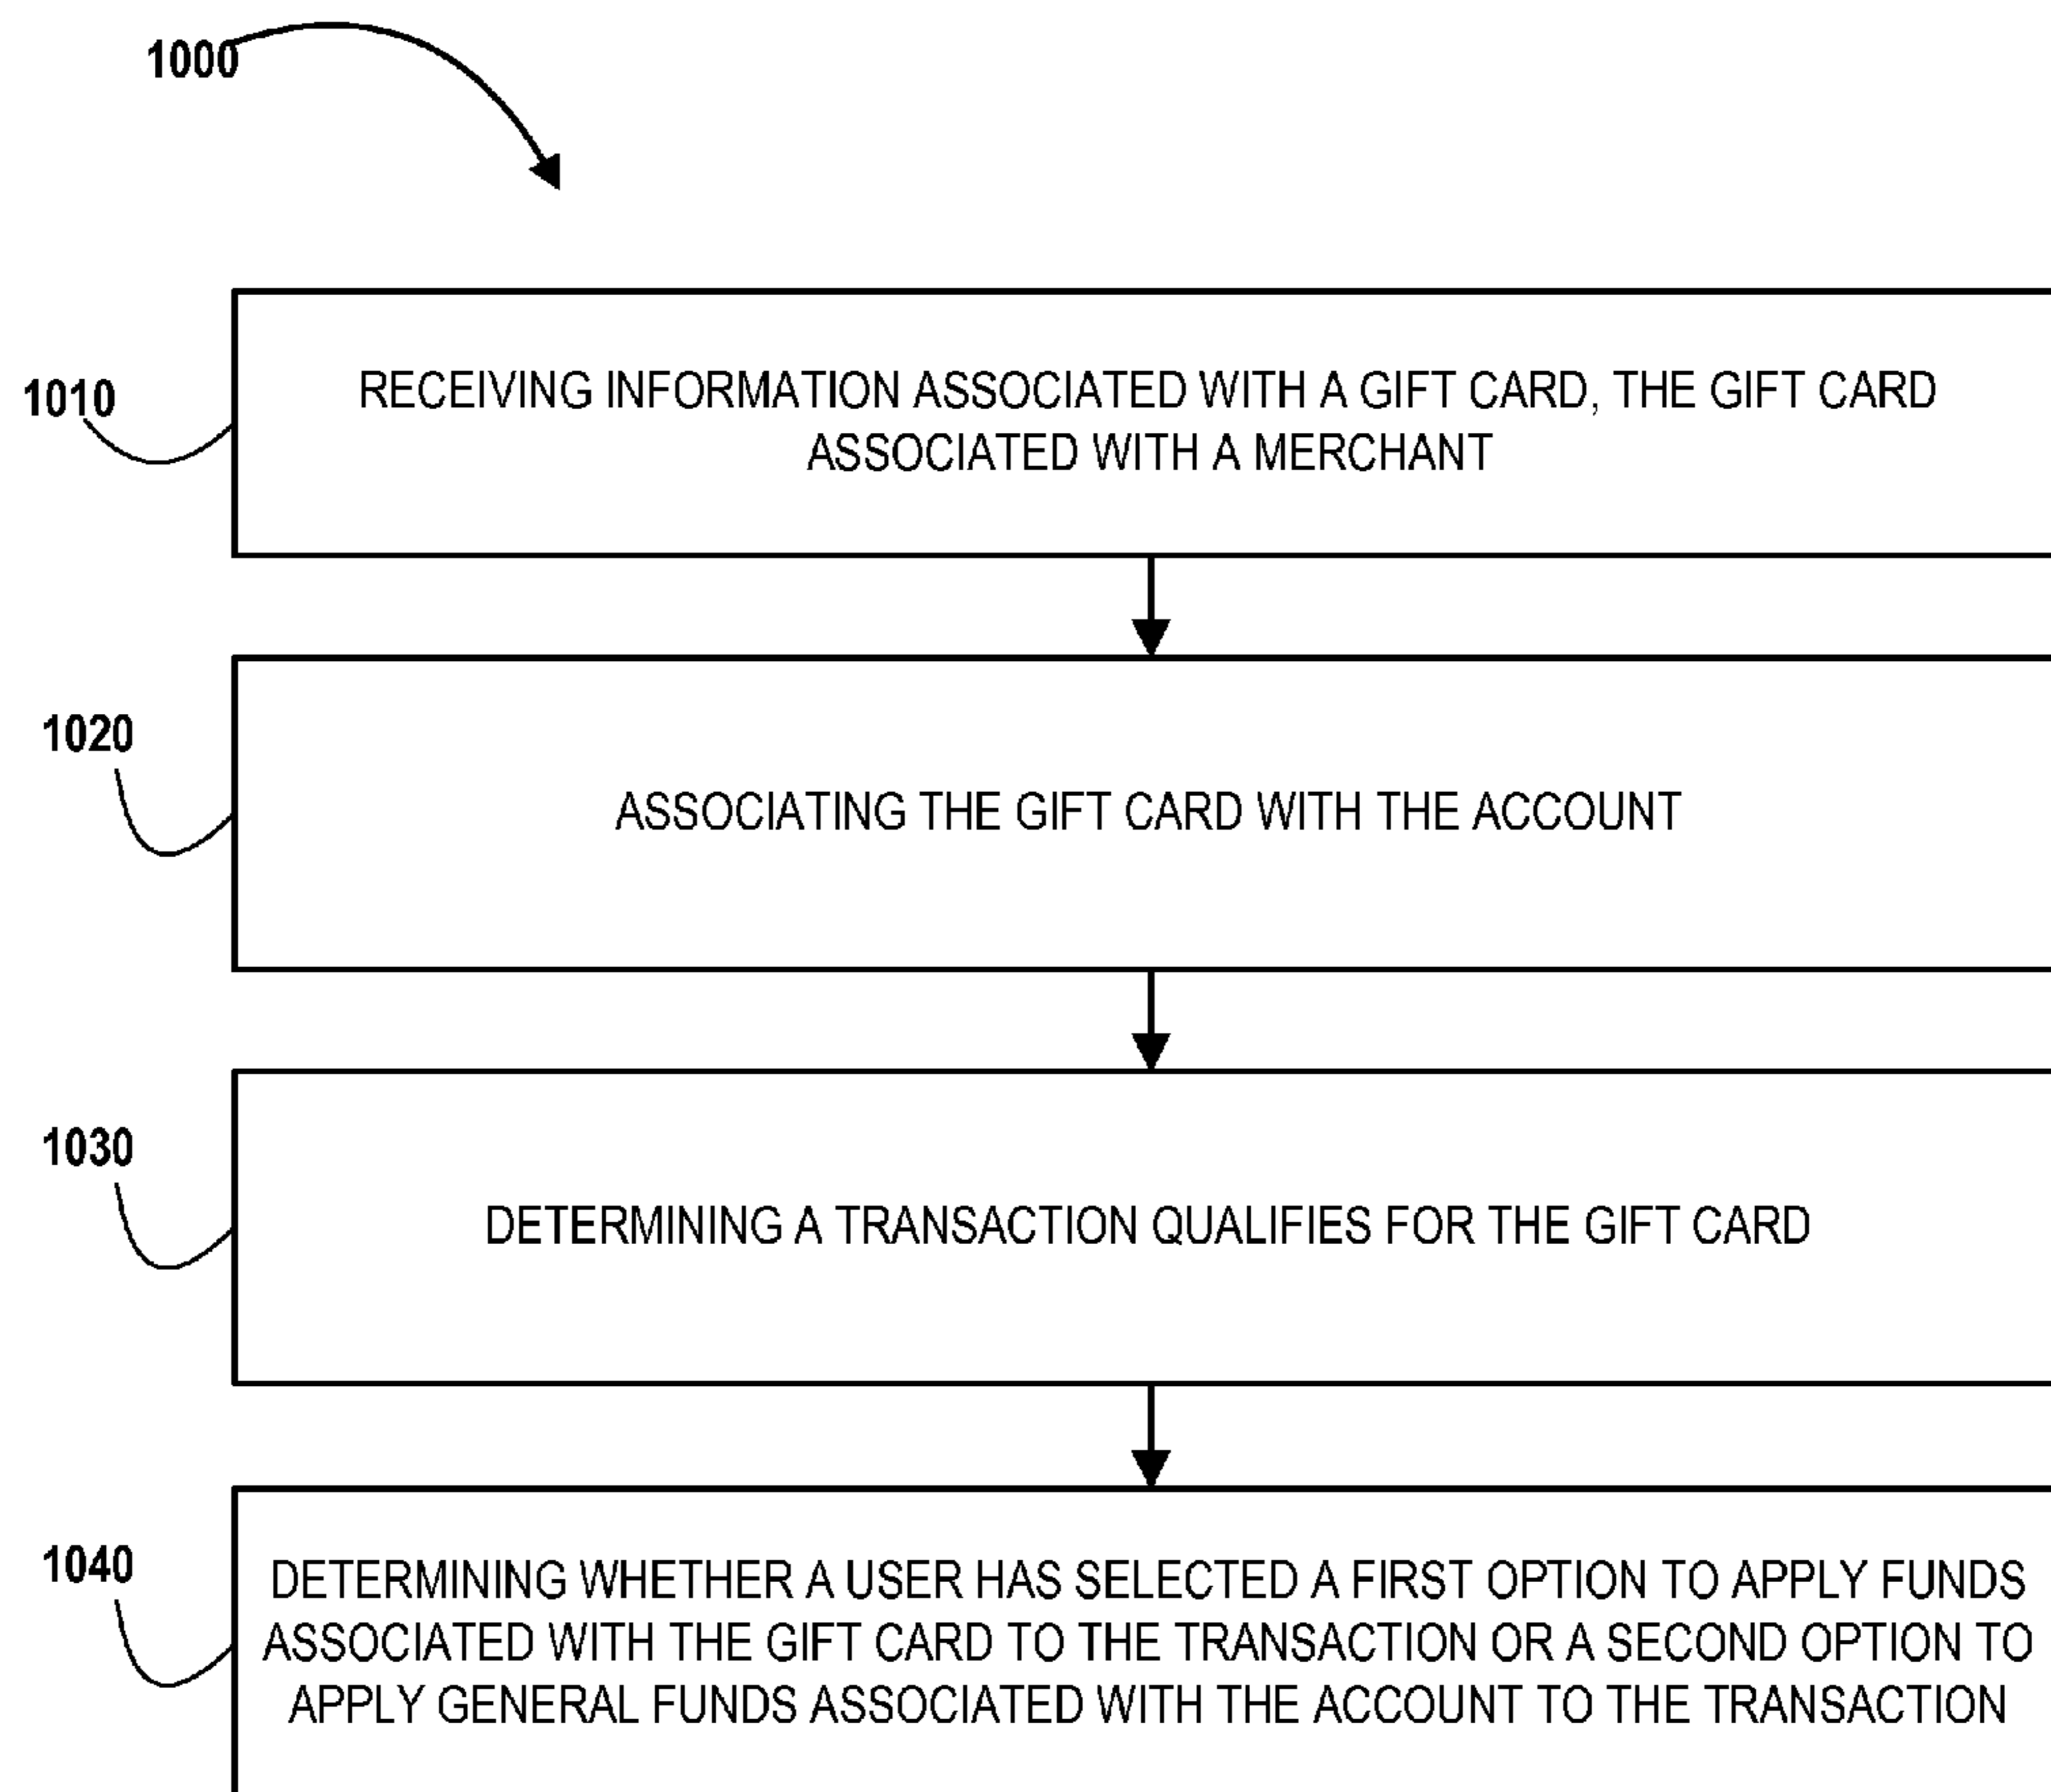 1000
1010
RECEIVING INFORMATION ASSOCIATED WITH A GIFT CARD, THE GIFT CARD
ASSOCIATED WITH A MERCHANT
1020
ASSOCIATING THE GIFT CARD WITH THE ACCOUNT
1030
DETERMINING A TRANSACTION QUALIFIES FOR THE GIFT CARD
1040
DETERMINING WHETHER A USER HAS SELECTED A FIRST OPTION TO APPLY FUNDS
ASSOCIATED WITH THE GIFT CARD TO THE TRANSACTION OR A SECOND OPTION TO
APPLY GENERAL FUNDS ASSOCIATED WITH THE ACCOUNT TO THE TRANSACTION